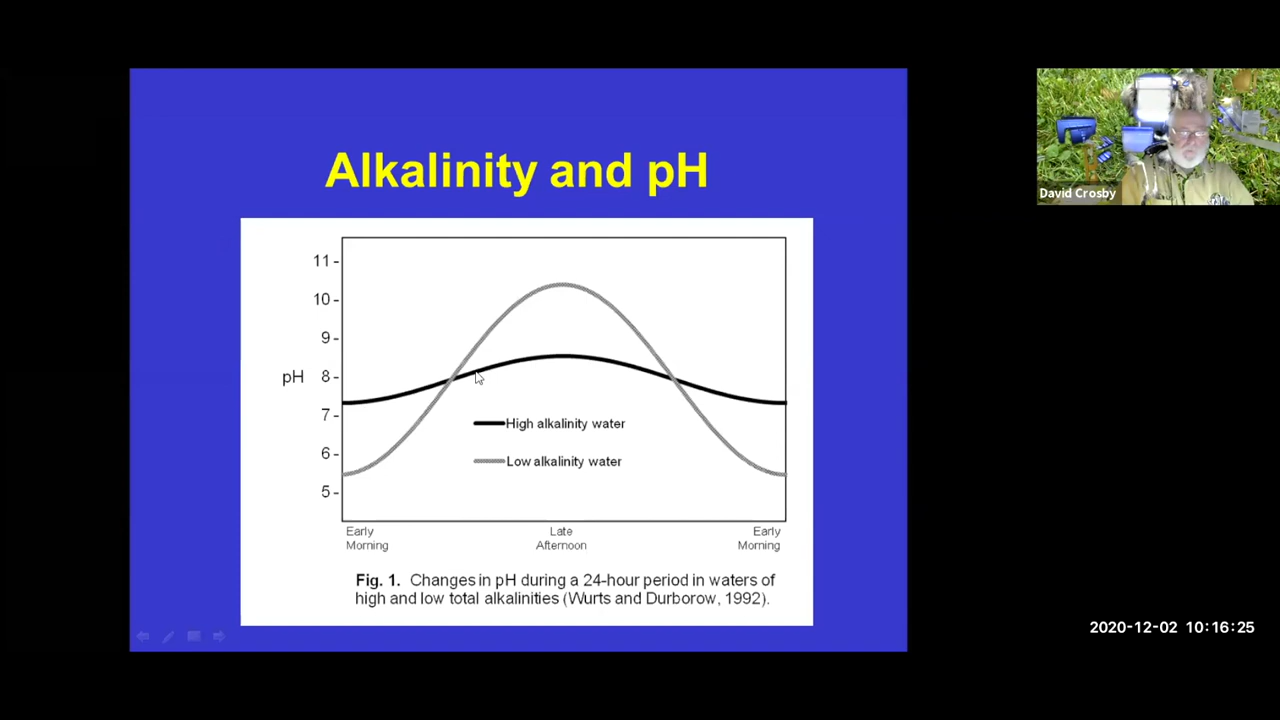 Alkalinity and pH
11 -
10 -
9 -
pH 8 -
7 -
6 -
5 -
High alkalinity water
Low alkalinity water
Early Morning
Late Afternoon
Early Morning
Fig. 1. Changes in pH during a 24-hour period in waters of
high and low total alkalinities (Wurts and Durborow, 1992).
David Crosby
2020-12-02 10:16:25